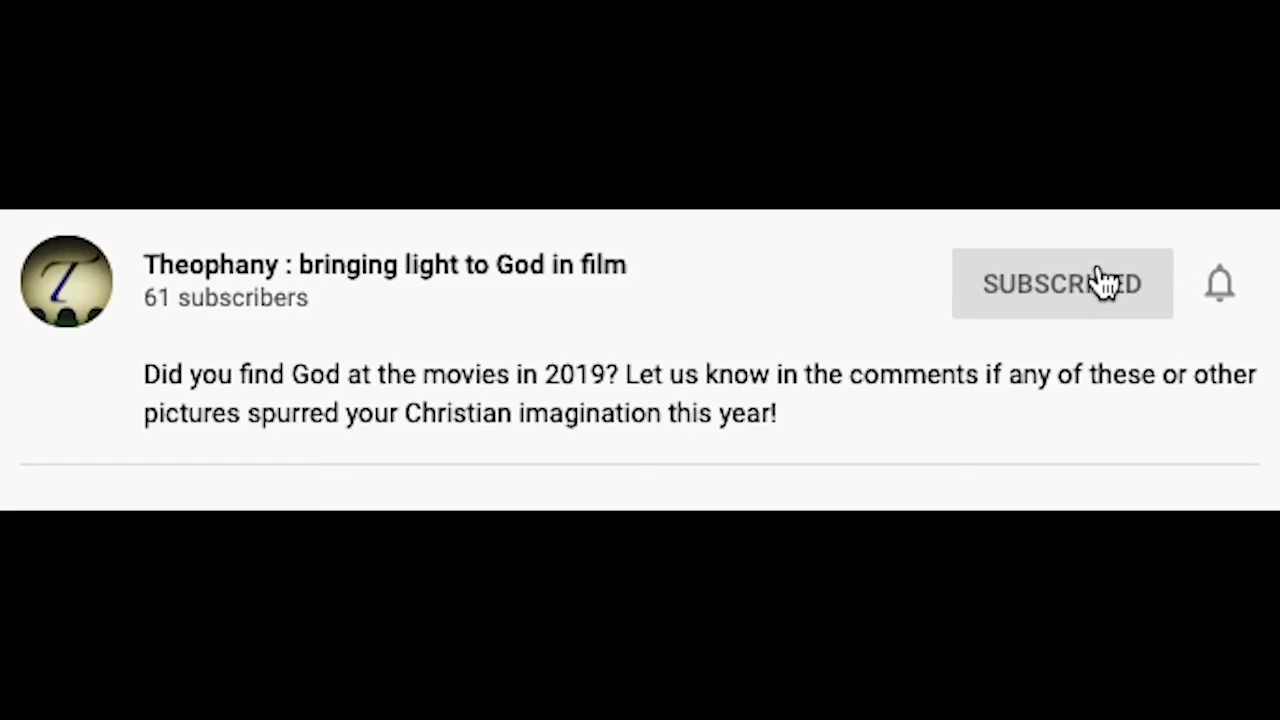 Theophany : bringing light to God in film
61 subscribers
SUBSCRIBED
Did you find God at the movies in 2019? Let us know in the comments if any of these or other
pictures spurred your Christian imagination this year!